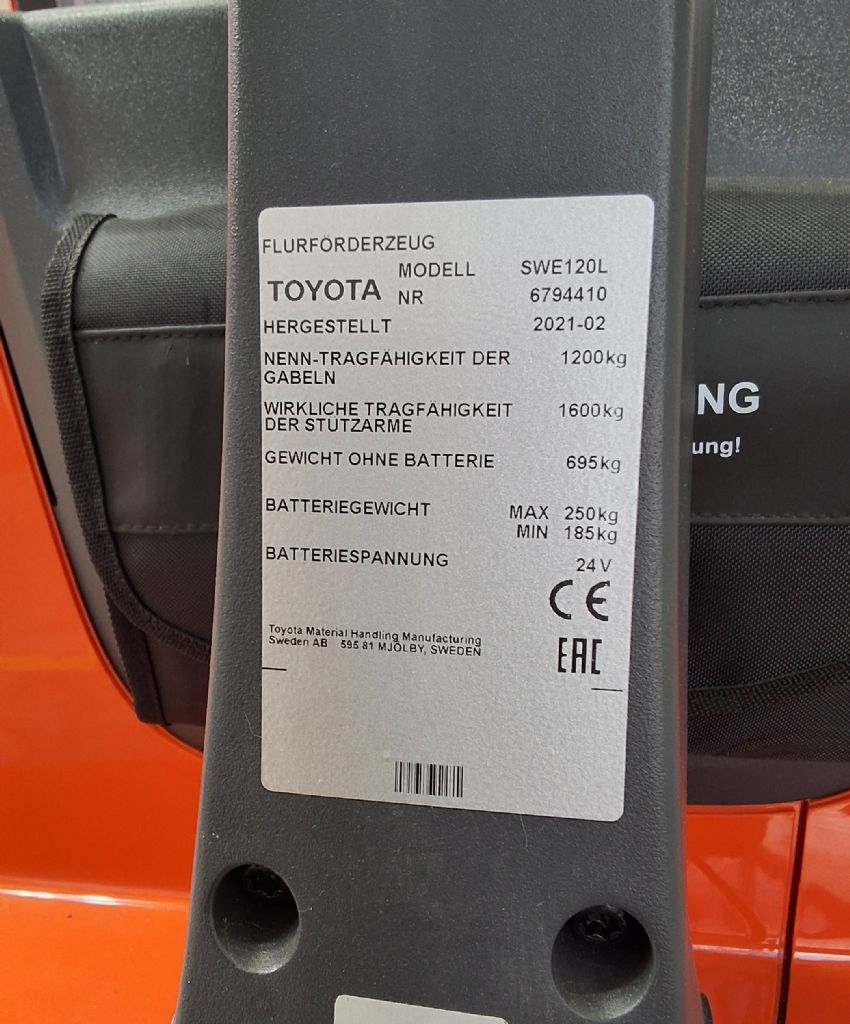 FLURFÖRDERZEUG
MODELL SWE120L
TOYOTA NR 6794410
HERGESTELLT 2021-02
NENN-TRAGFÄHIGKEIT DER 1200kg
GABELN
WIRKLICHE TRAGFÄHIGKEIT 1600kg
DER STÜTZARME
GEWICHT OHNE BATTERIE 695kg
BATTERIEGEWICHT MAX 250kg
MIN 185kg
BATTERIESPANNUNG 24V
CE
Toyota Material Handling Manufacturing
Sweden AB 595 81 MJÖLBY, SWEDEN
EAC
NG
ung!